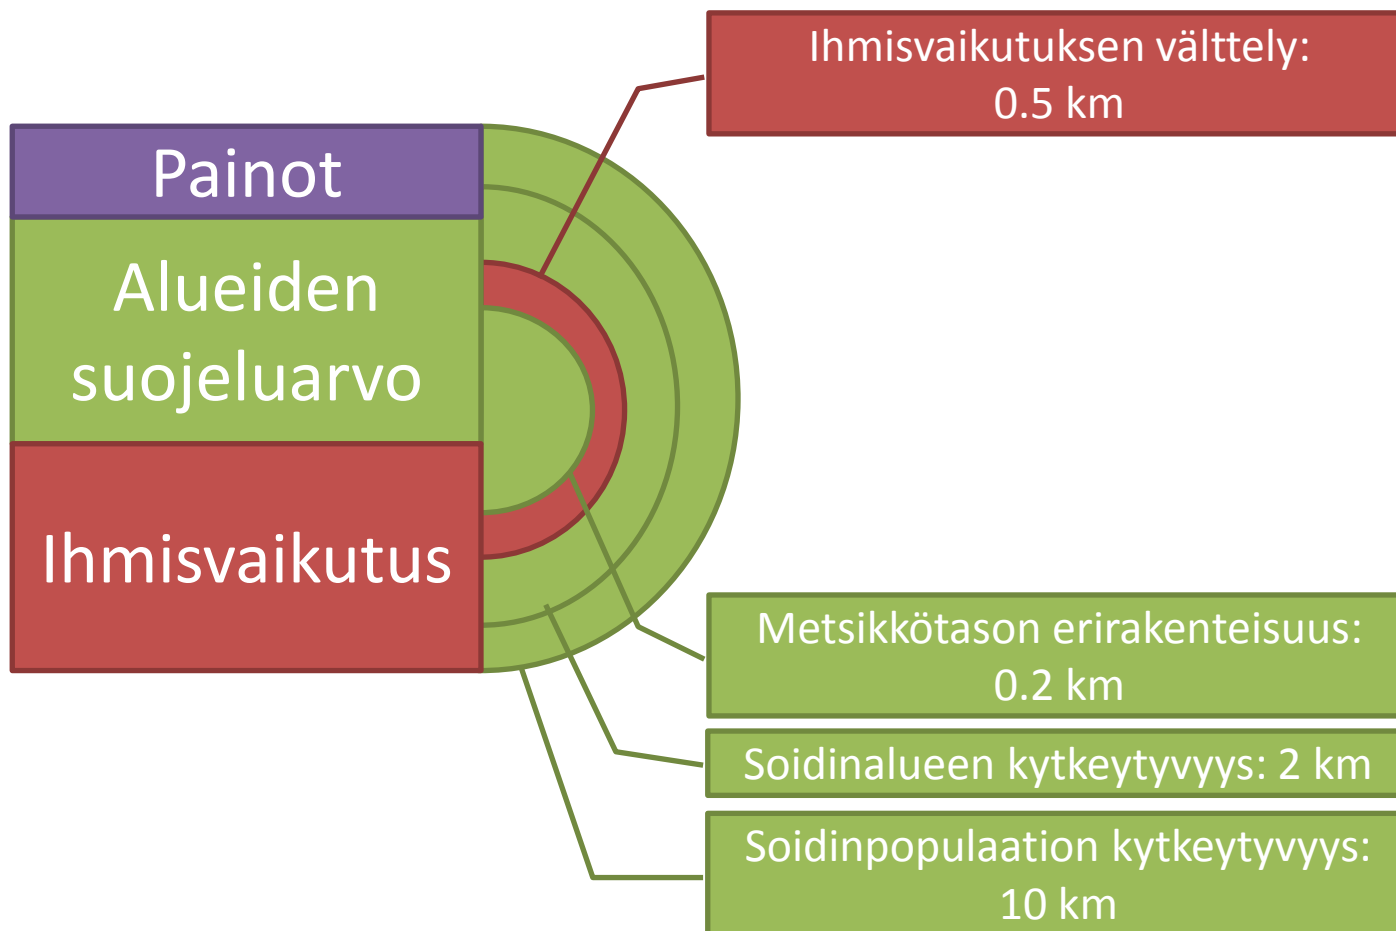 Ihmisvaikutuksen välttely:
0.5 km
Painot
Alueiden
suojeluarvo
Ihmisvaikutus
Metsikkötason erirakenteisuus:
0.2 km
Soidinalueen kytkeytyvyys: 2 km
Soidinpopulaation kytkeytyvyys:
10 km